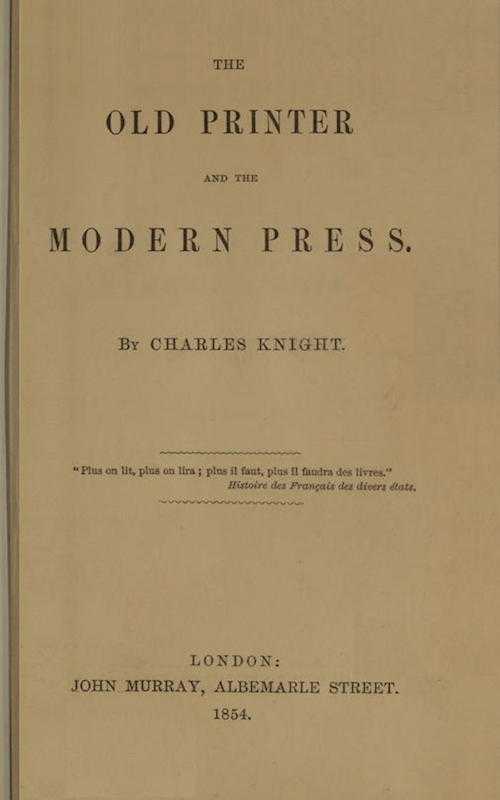 THE
OLD PRINTER
AND THE
MODERN PRESS.
By CHARLES KNIGHT.
"Plus on lit, plus on lira; plus il faut, plus il faudra des livres."
Histoire des Français des divers états.
LONDON:
JOHN MURRAY, ALBEMARLE STREET.
1854.